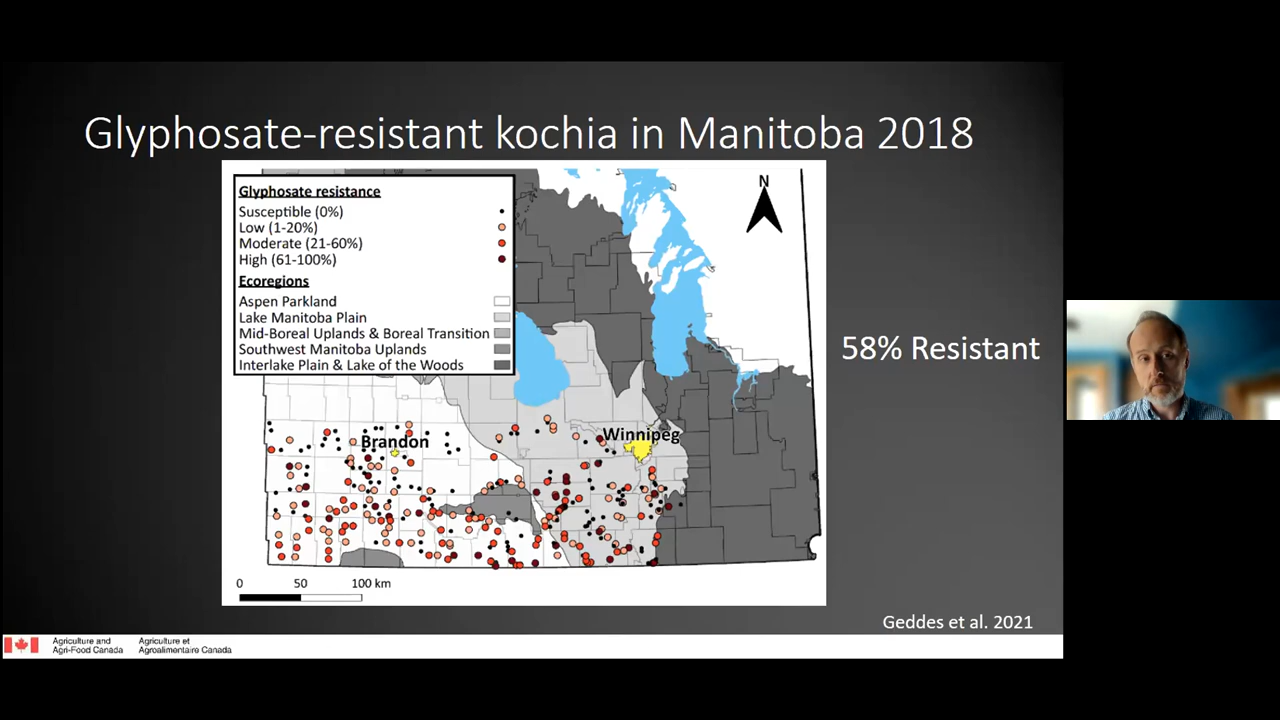 Glyphosate-resistant kochia in Manitoba 2018
Glyphosate resistance
Susceptible (0%)
Low (1-20%)
Moderate (21-60%)
High (61-100%)
Ecoregions
Aspen Parkland
Lake Manitoba Plain
Mid-Boreal Uplands & Boreal Transition
Southwest Manitoba Uplands
Interlake Plain & Lake of the Woods
N
Brandon
Winnipeg
0 50 100 km
58% Resistant
Geddes et al. 2021
Agriculture and Agriculture et
Agri-Food Canada Agroalimentaire Canada